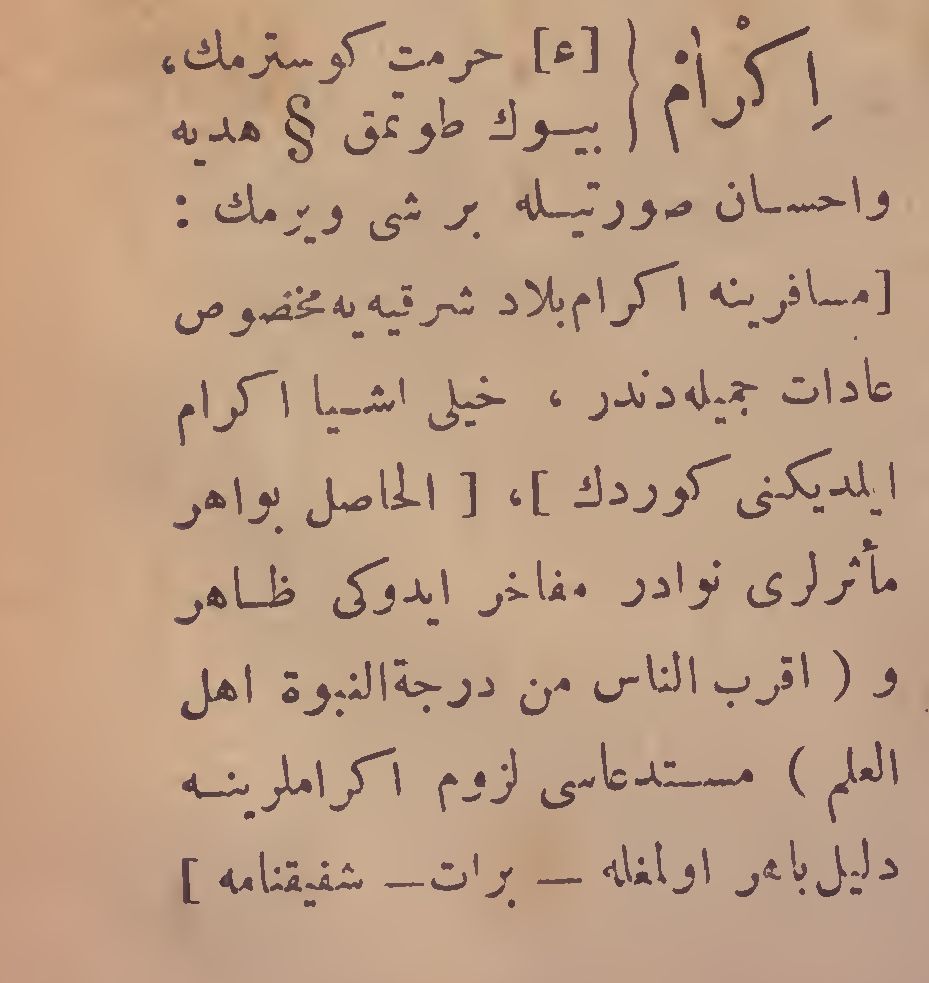 اِكْرَامْ } [ع] حرمت كوسترمك،
بيوك طوتمق § هديه
واحسان صورتيله بر شى ويرمك :
[مسافرينه اكرام بلاد شرقيه يه مخصوص
عادات جميله دندر ، خيلى اشيا اكرام
ايلديكنى كوردك ]، [ الحاصل بواهر
مأثرلرى نوادر مفاخر ايدوكى ظاهر
و ( اقرب الناس من درجة النبوة اهل
العلم ) مستدعاسى لزوم اكراملرينه
دليل باهر اولمغله — برات — شفيقنامه ]